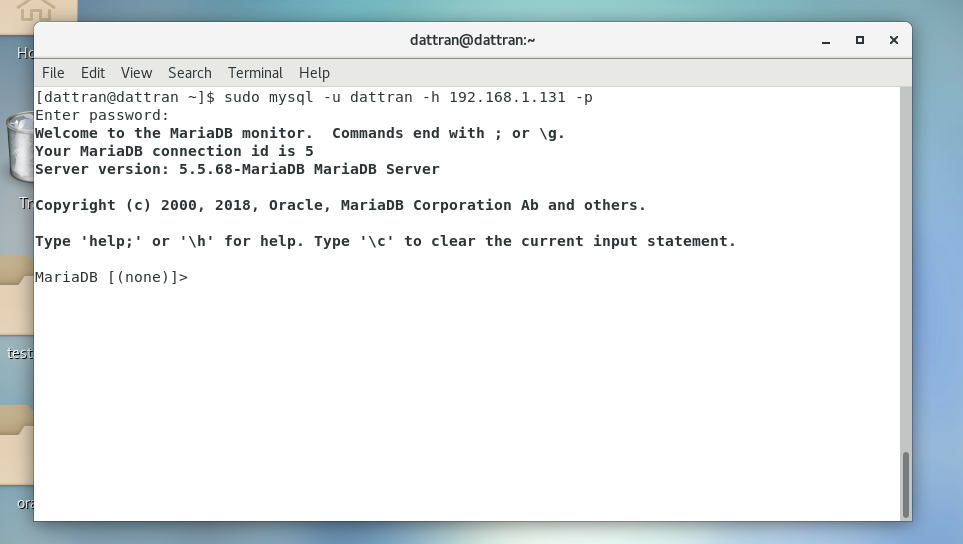 dattran@dattran:~
File Edit View Search Terminal Help
[dattran@dattran ~]$ sudo mysql -u dattran -h 192.168.1.131 -p
Enter password:
Welcome to the MariaDB monitor.  Commands end with ; or \g.
Your MariaDB connection id is 5
Server version: 5.5.68-MariaDB MariaDB Server
Copyright (c) 2000, 2018, Oracle, MariaDB Corporation Ab and others.
Type 'help;' or '\h' for help. Type '\c' to clear the current input statement.
MariaDB [(none)]>
test